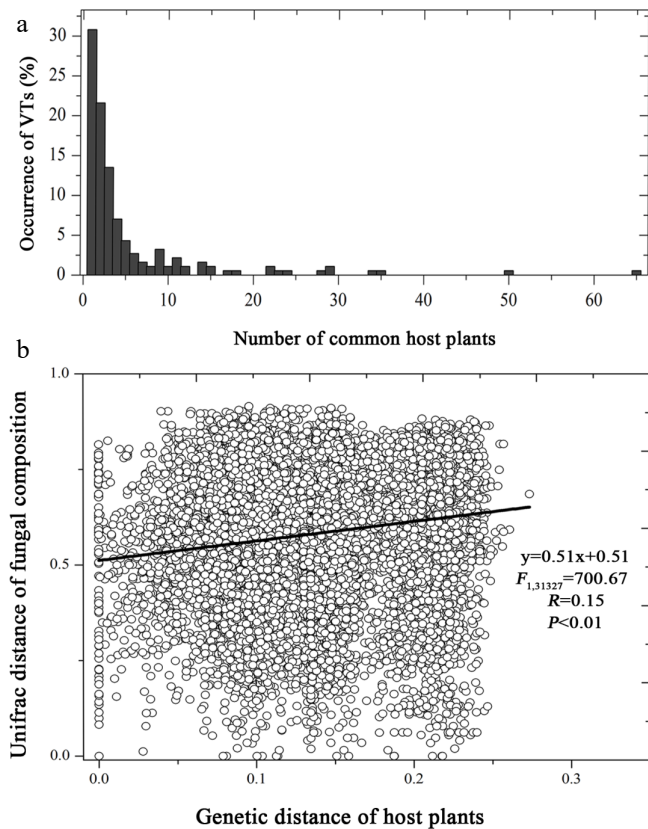 a
30
25
20
15
10
5
0
Occurrence of VTs (%)
0 10 20 30 40 50 60
Number of common host plants
b
1.0
0.5
0.0
Unifrac distance of fungal composition
y=0.51x+0.51
F1,31327=700.67
R=0.15
P<0.01
0.0 0.1 0.2 0.3
Genetic distance of host plants